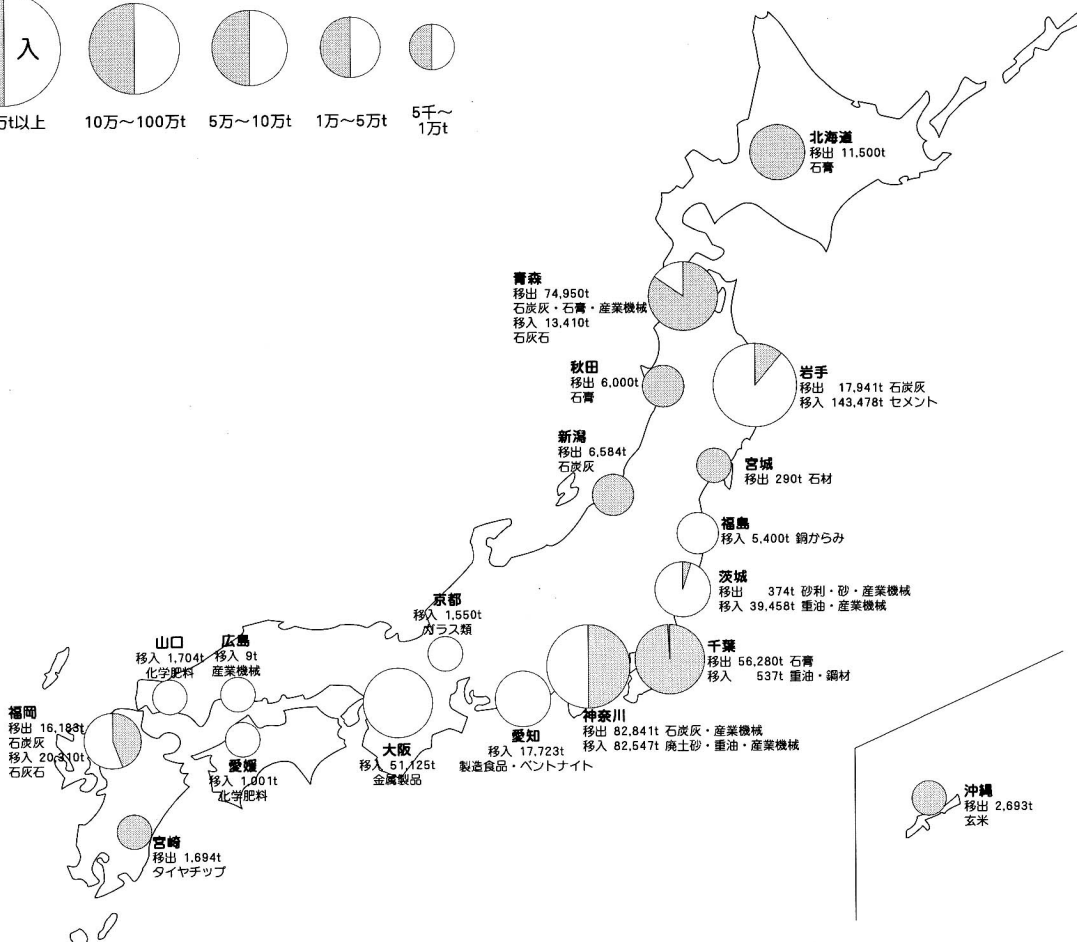 入
万t以上
10万～100万t
5万～10万t
1万～5万t
5千～
1万t
北海道
移出 11,500t
石膏
青森
移出 74,950t
石炭灰・石膏・産業機械
移入 13,410t
石灰石
秋田
移出 6,000t
石膏
岩手
移出 17,941t 石炭灰
移入 143,478t セメント
新潟
移出 6,584t
石炭灰
宮城
移出 290t 石材
福島
移入 5,400t 銅からみ
茨城
移出 374t 砂利・砂・産業機械
移入 39,458t 重油・産業機械
京都
移入 1,550t
ガラス類
千葉
移出 56,280t 石膏
移入 537t 重油・鋼材
山口
移入 1,704t
化学肥料
広島
移入 9t
産業機械
福岡
移出 16,183t
石炭灰
移入 20,310t
石灰石
愛媛
移入 1,001t
化学肥料
大阪
移入 51,125t
金属製品
愛知
移入 17,723t
製造食品・ベントナイト
神奈川
移出 82,841t 石炭灰・産業機械
移入 82,547t 廃土砂・重油・産業機械
宮崎
移出 1,694t
タイヤチップ
沖縄
移出 2,693t
玄米